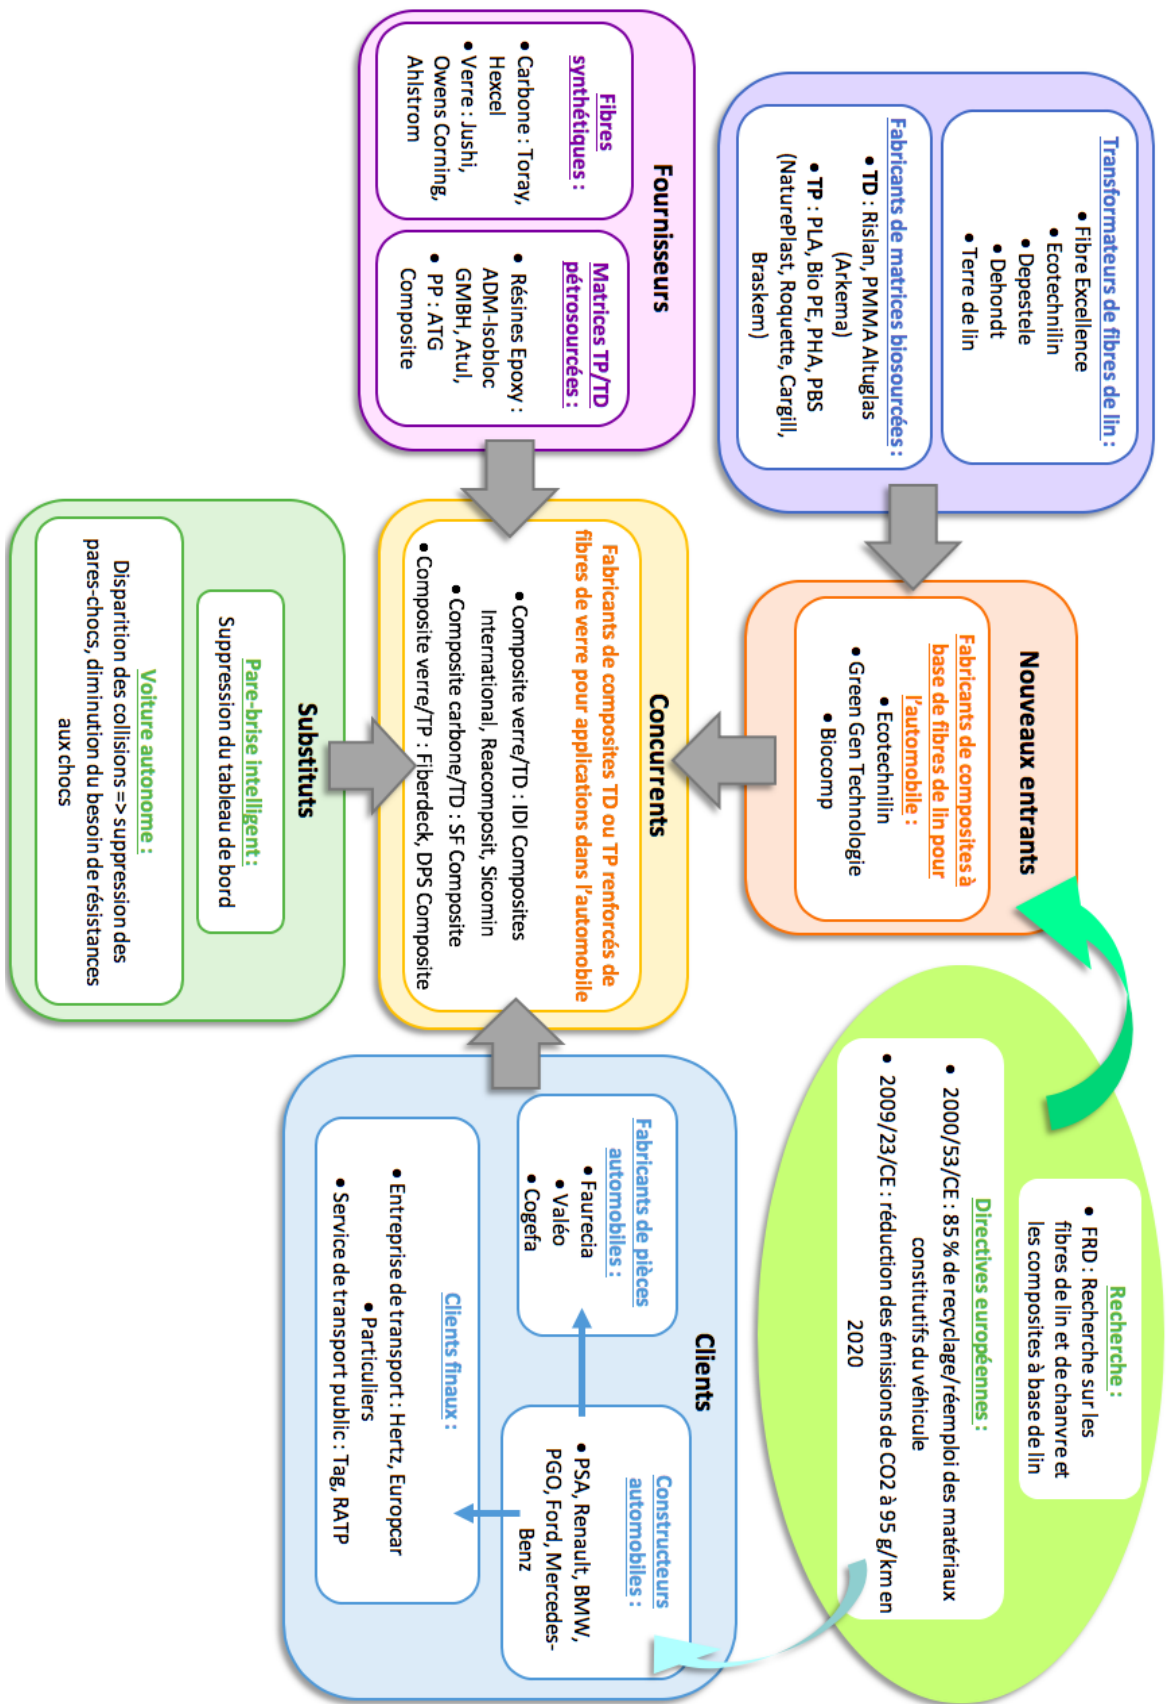 Transformateurs de fibres de lin :
• Fibre Excellence
• Ecotechnilin
• Depestele
• Dehondt
• Terre de lin
Fabricants de matrices biosourcées :
• TD : Rislan, PMMA Altuglas
(Arkema)
• TP : PLA, Bio PE, PHA, PBS
(NaturePlast, Roquette, Cargill,
Braskem)
Nouveaux entrants
Fabricants de composites à
base de fibres de lin pour
l'automobile :
• Ecotechnilin
• Green Gen Technologie
• Biocomp
Recherche :
• FRD : Recherche sur les
fibres de lin et de chanvre et
les composites à base de lin
Directives européennes :
• 2000/53/CE : 85 % de recyclage/réemploi des matériaux
constitutifs du véhicule
• 2009/23/CE : réduction des émissions de CO2 à 95 g/km en
2020
Fournisseurs
Fibres
synthétiques :
• Carbone : Toray,
Hexcel
• Verre : Jushi,
Owens Corning,
Ahlstrom
Matrices TP/TD
pétrosourcées :
• Résines Epoxy :
ADM-Isobloc
GMBH, Atul,
• PP : ATG
Composite
Concurrents
Fabricants de composites TD ou TP renforcés de
fibres de verre pour applications dans l'automobile
• Composite verre/TD : IDI Composites
International, Reacomposit, Sicomin
• Composite carbone/TD : SF Composite
• Composite verre/TP : Fiberdeck, DPS Composite
Clients
Fabricants de pièces
automobiles :
• Faurecia
• Valéo
• Cogefa
Constructeurs
automobiles :
• PSA, Renault, BMW,
PGO, Ford, Mercedes-
Benz
Clients finaux :
• Entreprise de transport : Hertz, Europcar
• Particuliers
• Service de transport public : Tag, RATP
Substituts
Pare-brise intelligent :
Suppression du tableau de bord
Voiture autonome :
Disparition des collisions => suppression des
pares-chocs, diminution du besoin de résistances
aux chocs